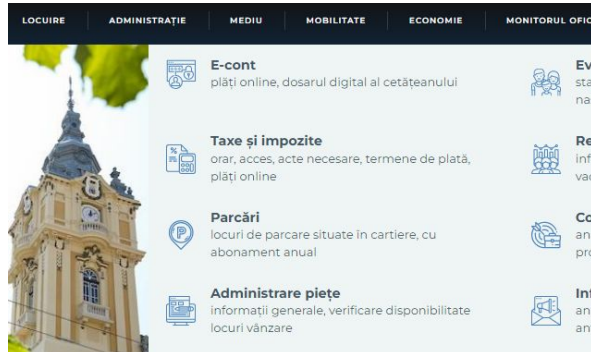 LOCUIRE ADMINISTRAȚIE MEDIU MOBILITATE ECONOMIE MONITORUL
E-cont
plăți online, dosarul digital al cetățeanului
Taxe și impozite
orar, acces, acte necesare, termene de plată,
plăți online
Parcări
locuri de parcare situate în cartiere, cu
abonament anual
Administrare piețe
informații generale, verificare disponibilitate
locuri vânzare